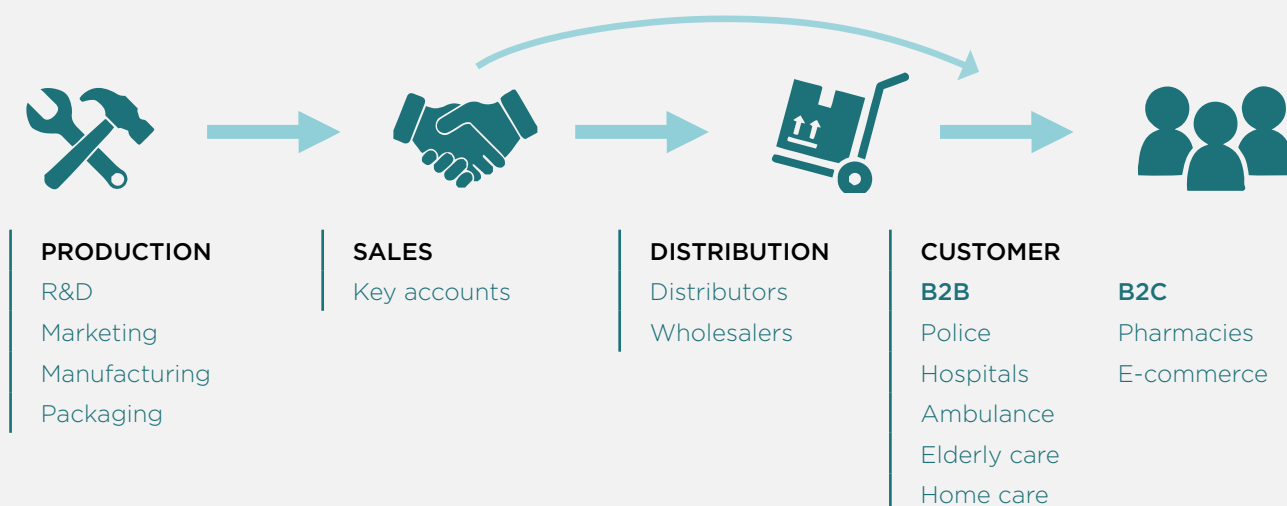 PRODUCTION
R&D
Marketing
Manufacturing
Packaging
SALES
Key accounts
DISTRIBUTION
Distributors
Wholesalers
CUSTOMER
B2B
Police
Hospitals
Ambulance
Elderly care
Home care
B2C
Pharmacies
E-commerce